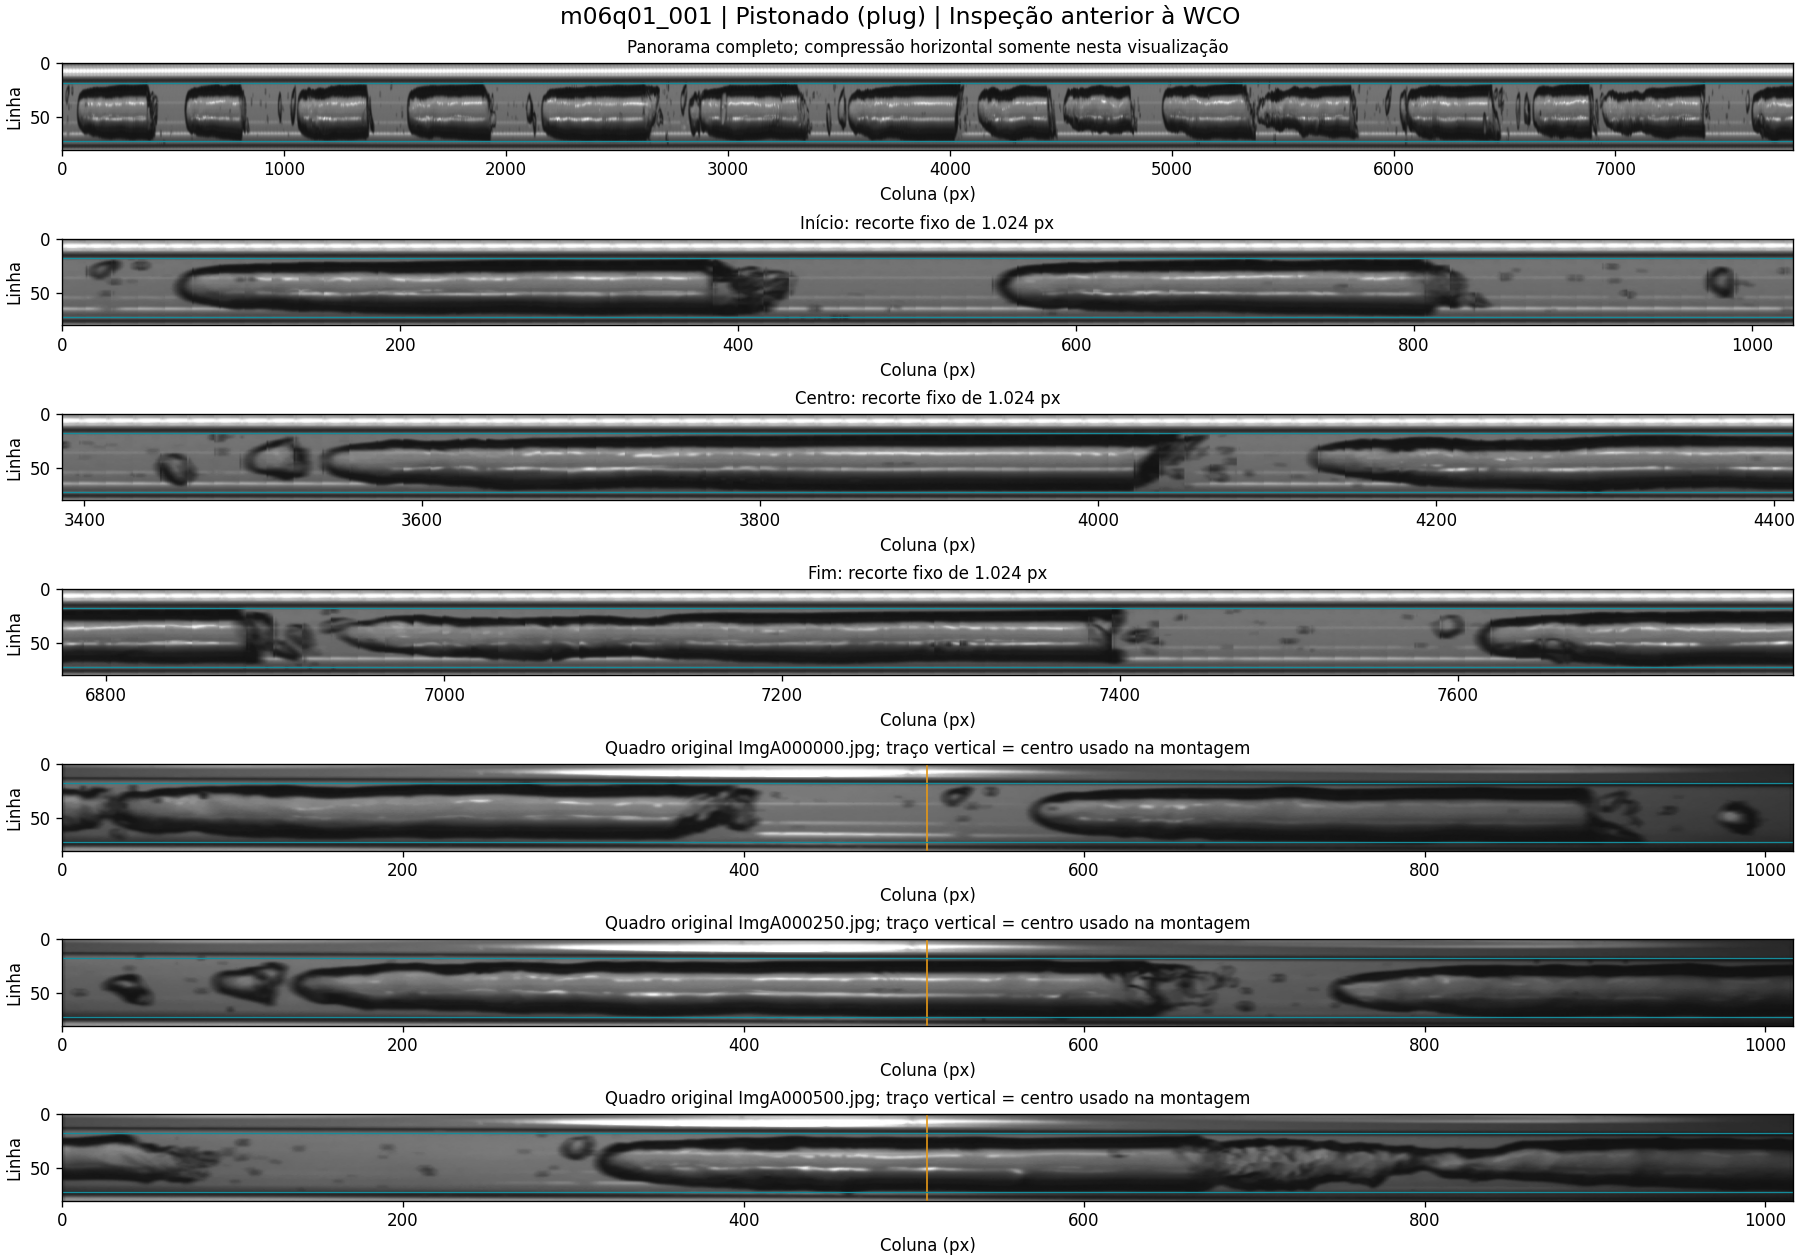 m06q01_001 | Pistonado (plug) | Inspeção anterior à WCO
Panorama completo; compressão horizontal somente nesta visualização
Linha
0
50
0 1000 2000 3000 4000 5000 6000 7000
Coluna (px)
Início: recorte fixo de 1.024 px
Linha
0
50
0 200 400 600 800 1000
Coluna (px)
Centro: recorte fixo de 1.024 px
Linha
0
50
3400 3600 3800 4000 4200 4400
Coluna (px)
Fim: recorte fixo de 1.024 px
Linha
0
50
6800 7000 7200 7400 7600
Coluna (px)
Quadro original ImgA000000.jpg; traço vertical = centro usado na montagem
Linha
0
50
0 200 400 600 800 1000
Coluna (px)
Quadro original ImgA000250.jpg; traço vertical = centro usado na montagem
Linha
0
50
0 200 400 600 800 1000
Coluna (px)
Quadro original ImgA000500.jpg; traço vertical = centro usado na montagem
Linha
0
50
0 200 400 600 800 1000
Coluna (px)